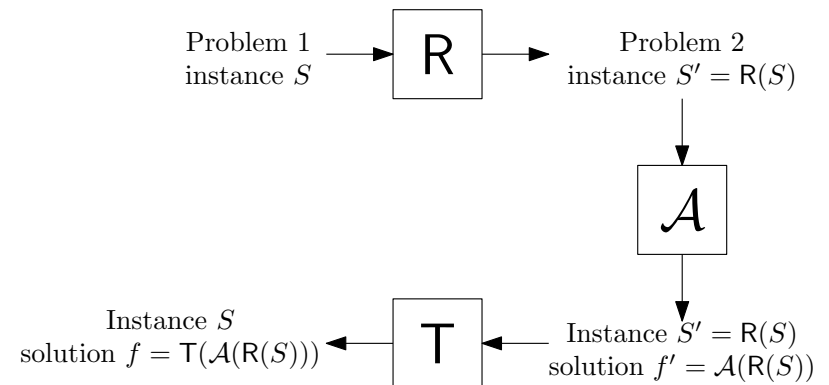 Problem 1
instance S
R
Problem 2
instance S′ = R(S)
𝒜
Instance S′ = R(S)
solution f′ = 𝒜(R(S))
T
Instance S
solution f = T(𝒜(R(S)))